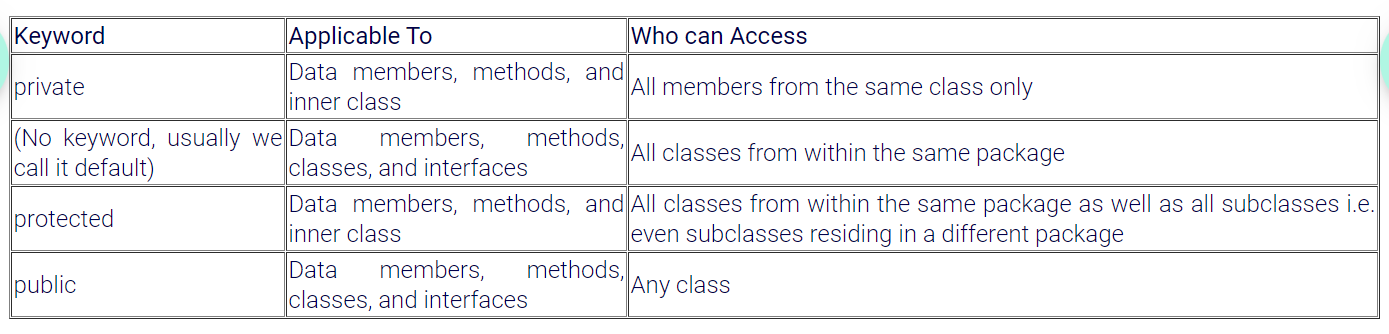 Keyword
Applicable To
Who can Access
private
Data members, methods, and
inner class
All members from the same class only
(No keyword, usually we
call it default)
Data members, methods,
classes, and interfaces
All classes from within the same package
protected
Data members, methods, and
inner class
All classes from within the same package as well as all subclasses i.e.
even subclasses residing in a different package
public
Data members, methods,
classes, and interfaces
Any class